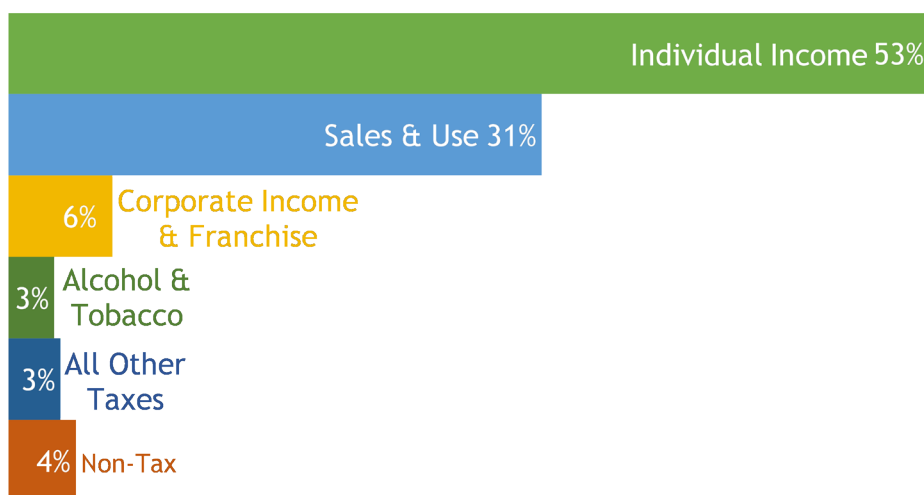 Individual Income 53%
Sales & Use 31%
6% Corporate Income
& Franchise
3% Alcohol &
Tobacco
3% All Other
Taxes
4% Non-Tax